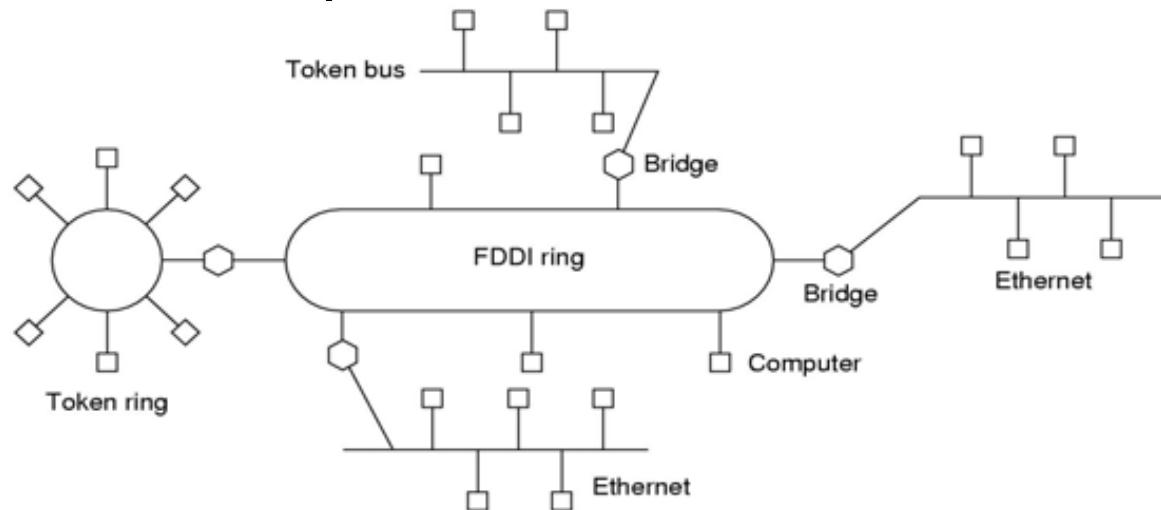 Token bus
Bridge
FDDI ring
Bridge
Ethernet
Computer
Token ring
Ethernet